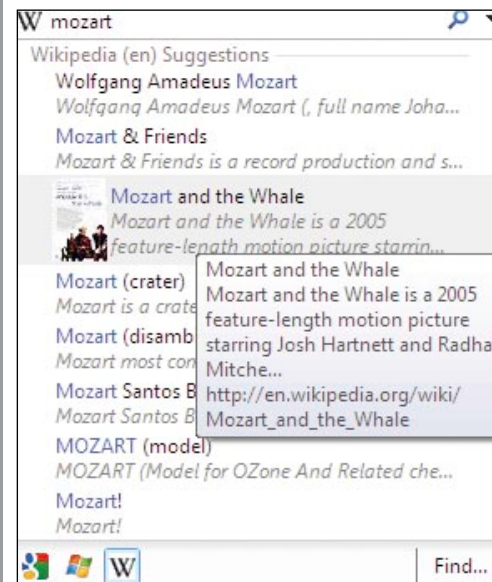 W mozart
Wikipedia (en) Suggestions
Wolfgang Amadeus Mozart
Wolfgang Amadeus Mozart (, full name Joha...
Mozart & Friends
Mozart & Friends is a record production and s...
Mozart and the Whale
Mozart and the Whale is a 2005
feature-length motion picture starrin...
Mozart (crater)
Mozart is a crate
Mozart (disamb
Mozart most con
Mozart Santos B
Mozart Santos B
MOZART (model)
MOZART (Model for OZone And Related che...
Mozart!
Mozart!
Mozart and the Whale
Mozart and the Whale is a 2005
feature-length motion picture
starring Josh Hartnett and Radha
Mitche...
http://en.wikipedia.org/wiki/
Mozart_and_the_Whale
W
Find...